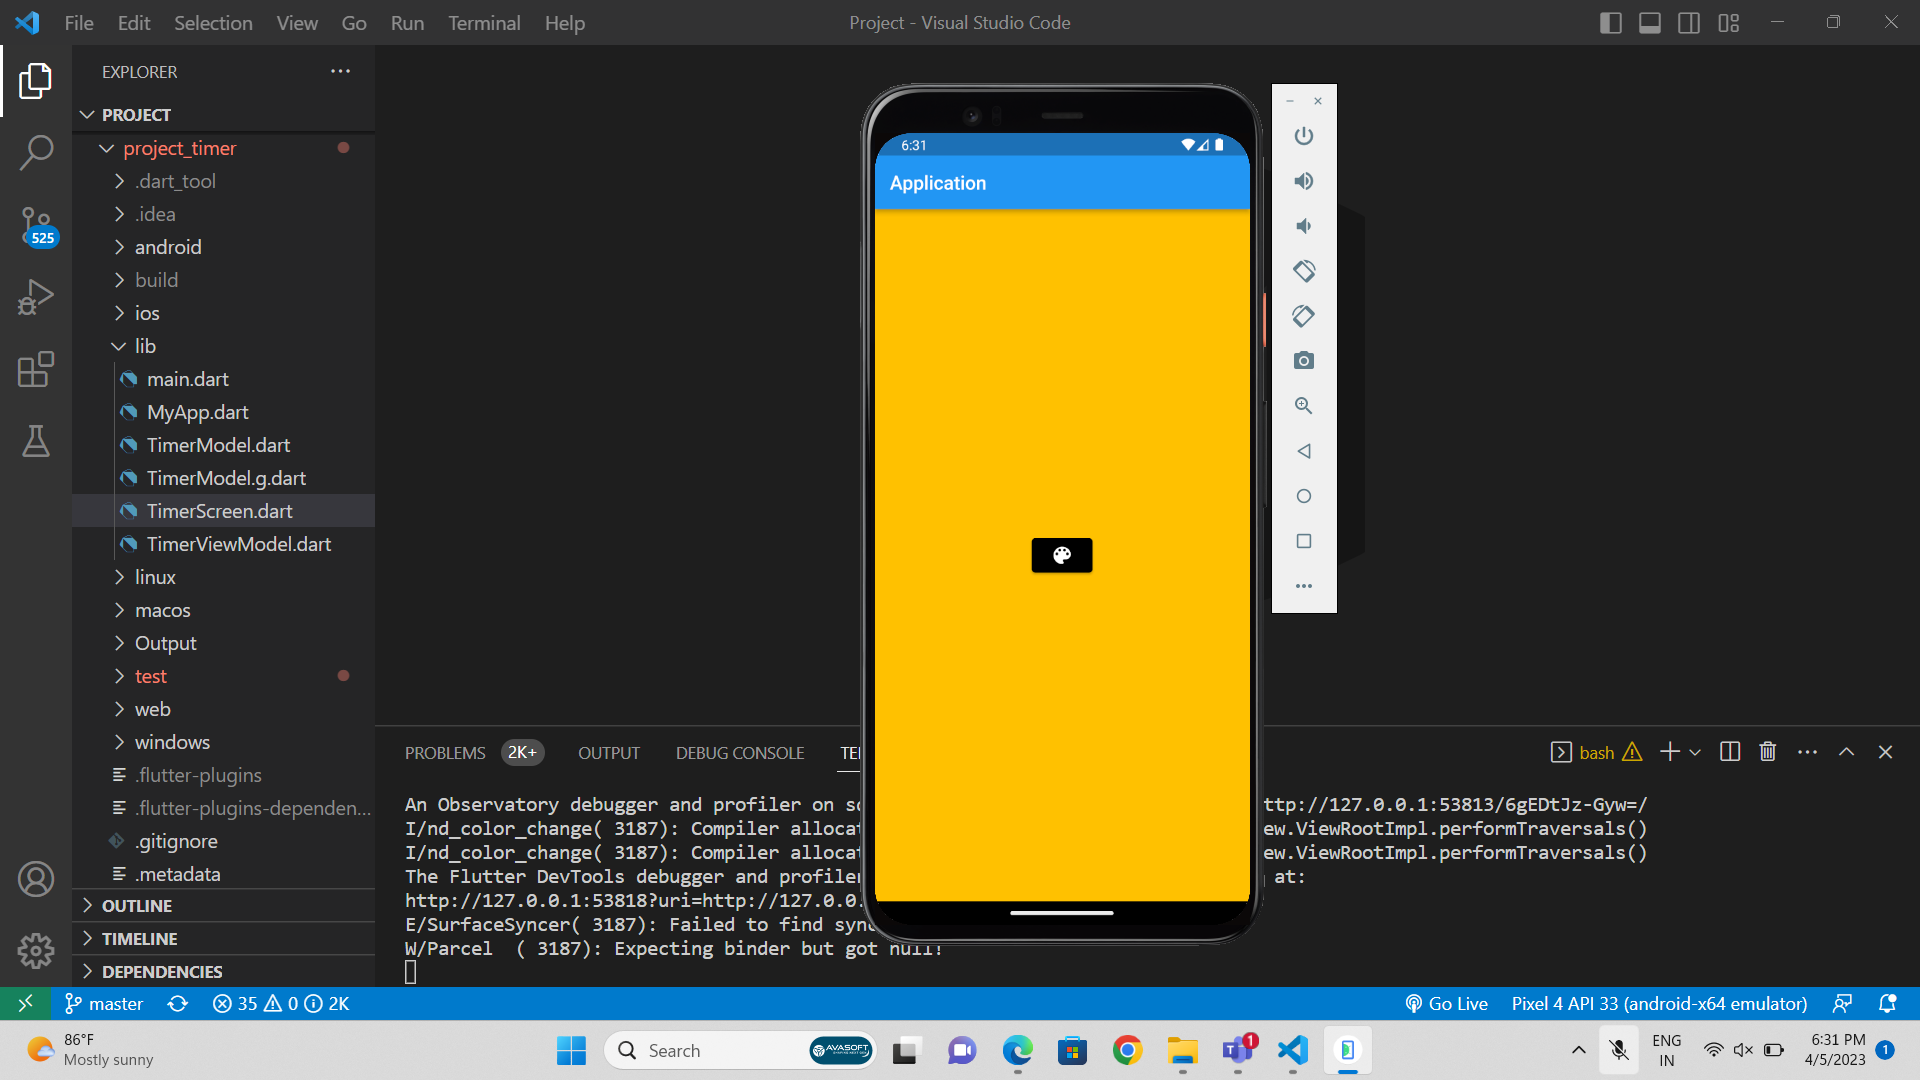 File Edit Selection View Go Run Terminal Help
Project - Visual Studio Code
EXPLORER
PROJECT
project_timer
.dart_tool
.idea
android
build
ios
lib
main.dart
MyApp.dart
TimerModel.dart
TimerModel.g.dart
TimerScreen.dart
TimerViewModel.dart
linux
macos
Output
test
web
windows
.flutter-plugins
.flutter-plugins-dependen...
.gitignore
.metadata
OUTLINE
TIMELINE
DEPENDENCIES
525
6:31
Application
PROBLEMS 2K+ OUTPUT DEBUG CONSOLE TE
bash
An Observatory debugger and profiler on s ttp://127.0.0.1:53813/6gEDtJz-Gyw=/
I/nd_color_change( 3187): Compiler alloca ew.ViewRootImpl.performTraversals()
I/nd_color_change( 3187): Compiler alloca ew.ViewRootImpl.performTraversals()
The Flutter DevTools debugger and profiler at:
http://127.0.0.1:53818?uri=http://127.0.0.
E/SurfaceSyncer( 3187): Failed to find syn
W/Parcel ( 3187): Expecting binder but got null!
master 35 0 2K
Go Live Pixel 4 API 33 (android-x64 emulator)
86°F
Mostly sunny
Search
AVASOFT
1
ENG
IN
6:31 PM
4/5/2023
1